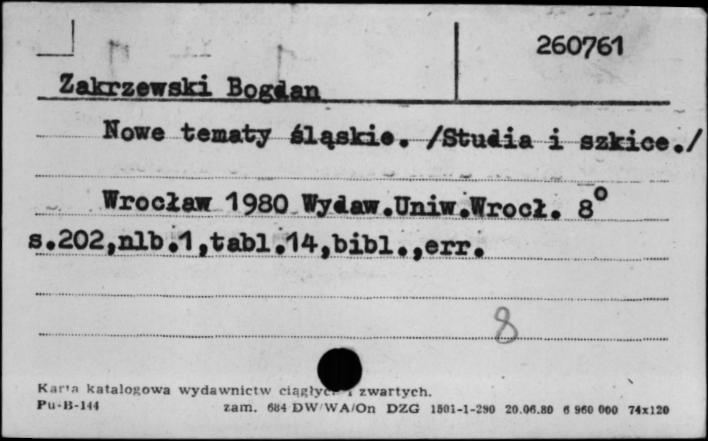 260761
Zakrzewski Bogdan
Nowe tematy śląskie. /Studia i szkice./
Wrocław 1980 Wydaw.Uniw.Wrocł. 8°
s.202,nlb.1,tabl.14,bibl.,err.
8
Karta katalogowa wydawnictw ciągłych i zwartych.
Pu-B-144 zam. 684 DW/WA/On DZG 1501-1-290 20.06.80 6 960 000 74x120